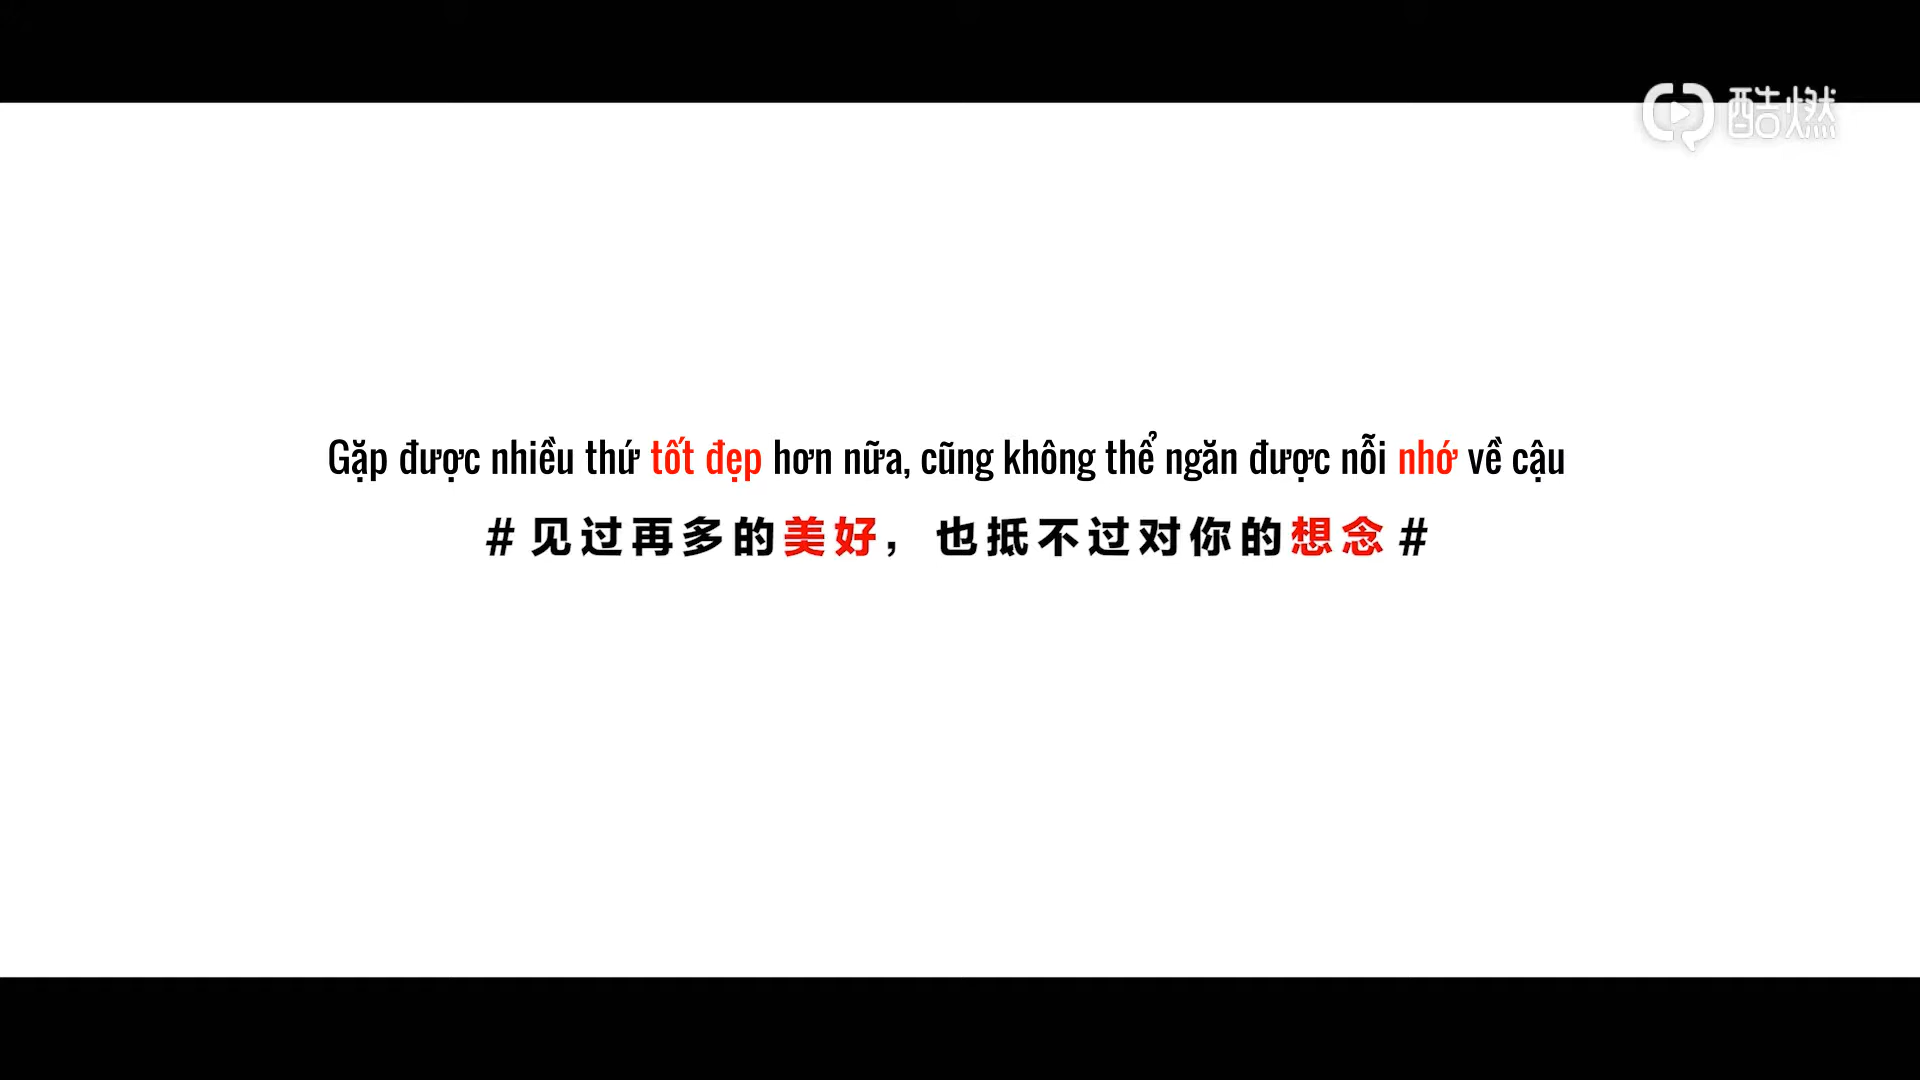 酷燃
Gặp được nhiều thứ tốt đẹp hơn nữa, cũng không thể ngăn được nỗi nhớ về cậu
# 见过再多的美好，也抵不过对你的想念 #